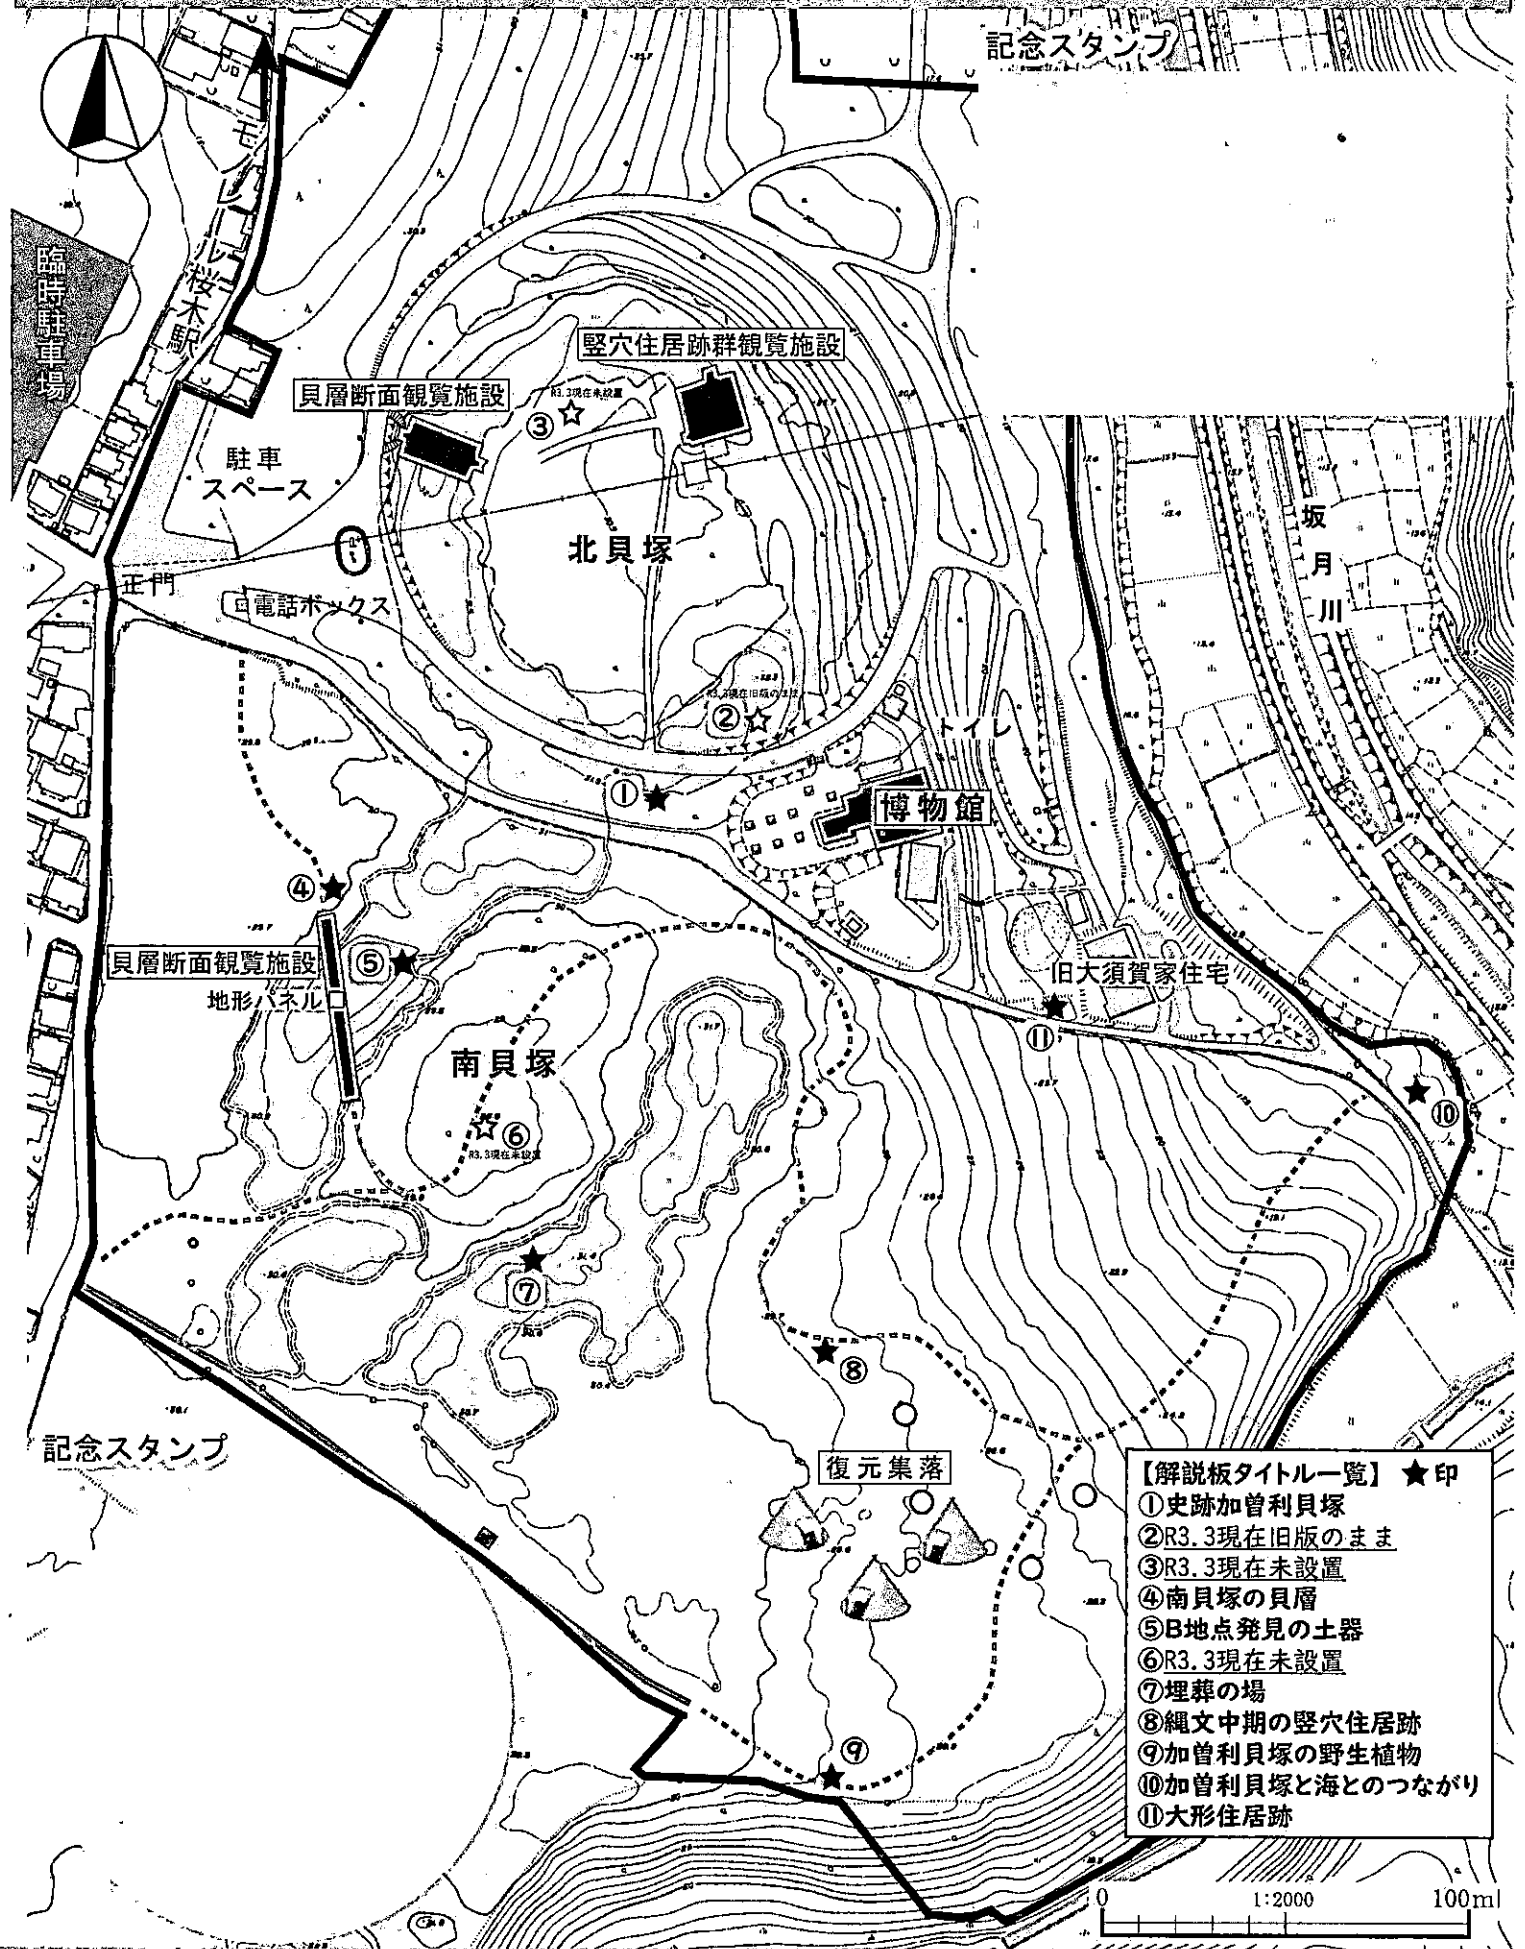 記念スタンプ
モノレール桜木駅
臨時駐車場
竪穴住居跡群観覧施設
貝層断面観覧施設
R3.3現在未設置
③
駐車
スペース
坂月川
北貝塚
正門
電話ボックス
R3.3現在旧版のまま
②
トイレ
①
博物館
④
貝層断面観覧施設
⑤
地形パネル
旧大須賀家住宅
⑪
南貝塚
⑩
⑥
R3.3現在未設置
⑦
⑧
記念スタンプ
復元集落
⑨
【解説板タイトル一覧】 ★印
①史跡加曽利貝塚
②R3.3現在旧版のまま
③R3.3現在未設置
④南貝塚の貝層
⑤B地点発見の土器
⑥R3.3現在未設置
⑦埋葬の場
⑧縄文中期の竪穴住居跡
⑨加曽利貝塚の野生植物
⑩加曽利貝塚と海とのつながり
⑪大形住居跡
0 1:2000 100m